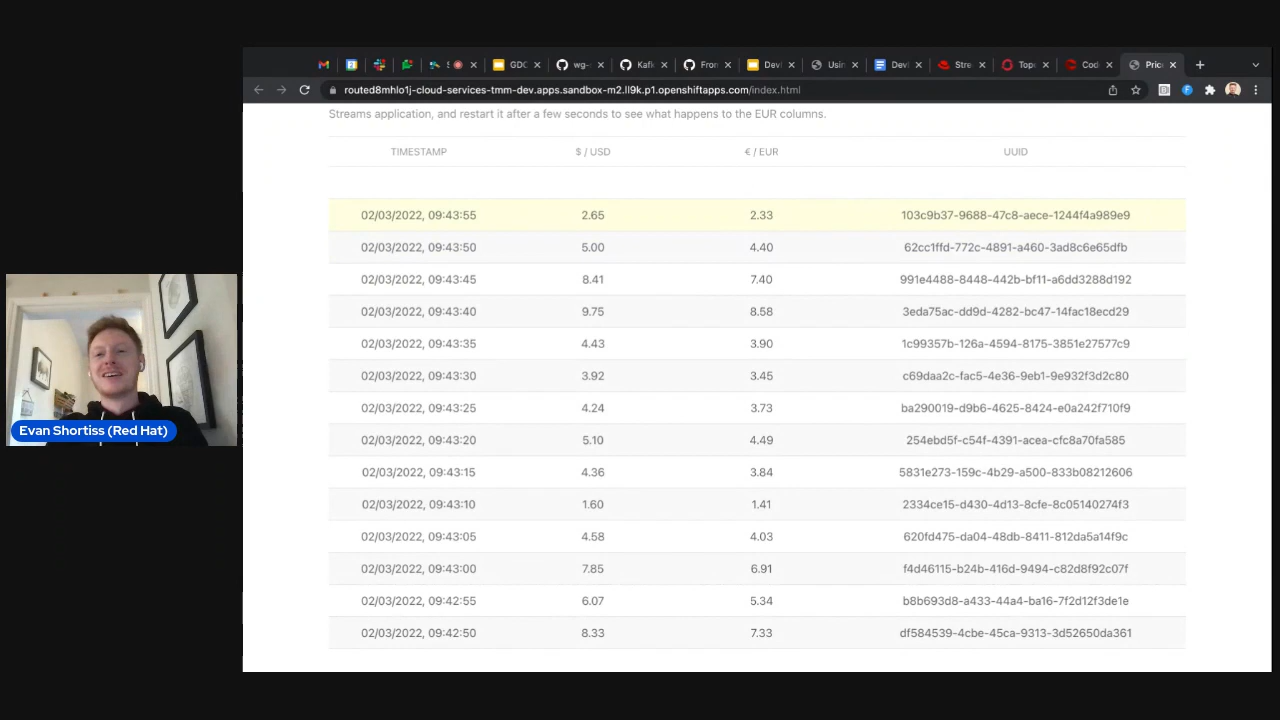 GDC
wg-
Kafk
Fron
Devl
Usin
Devl
Stre
Topi
Code
Price
routed8mhlo1j-cloud-services-tmm-dev.apps.sandbox-m2.ll9k.p1.openshiftapps.com/index.html
Streams application, and restart it after a few seconds to see what happens to the EUR columns.
TIMESTAMP $ / USD € / EUR UUID
02/03/2022, 09:43:55 2.65 2.33 103c9b37-9688-47c8-aece-1244f4a989e9
02/03/2022, 09:43:50 5.00 4.40 62cc1ffd-772c-4891-a460-3ad8c6e65dfb
02/03/2022, 09:43:45 8.41 7.40 991e4488-8448-442b-bf11-a6dd3288d192
02/03/2022, 09:43:40 9.75 8.58 3eda75ac-dd9d-4282-bc47-14fac18ecd29
02/03/2022, 09:43:35 4.43 3.90 1c99357b-126a-4594-8175-3851e27577c9
02/03/2022, 09:43:30 3.92 3.45 c69daa2c-fac5-4e36-9eb1-9e932f3d2c80
02/03/2022, 09:43:25 4.24 3.73 ba290019-d9b6-4625-8424-e0a242f710f9
02/03/2022, 09:43:20 5.10 4.49 254ebd5f-c54f-4391-acea-cfc8a70fa585
02/03/2022, 09:43:15 4.36 3.84 5831e273-159c-4b29-a500-833b08212606
02/03/2022, 09:43:10 1.60 1.41 2334ce15-d430-4d13-8cfe-8c05140274f3
02/03/2022, 09:43:05 4.58 4.03 620fd475-da04-48db-8411-812da5a14f9c
02/03/2022, 09:43:00 7.85 6.91 f4d46115-b24b-416d-9494-c82d8f92c07f
02/03/2022, 09:42:55 6.07 5.34 b8b693d8-a433-44a4-ba16-7f2d12f3de1e
02/03/2022, 09:42:50 8.33 7.33 df584539-4cbe-45ca-9313-3d52650da361
Evan Shortiss (Red Hat)